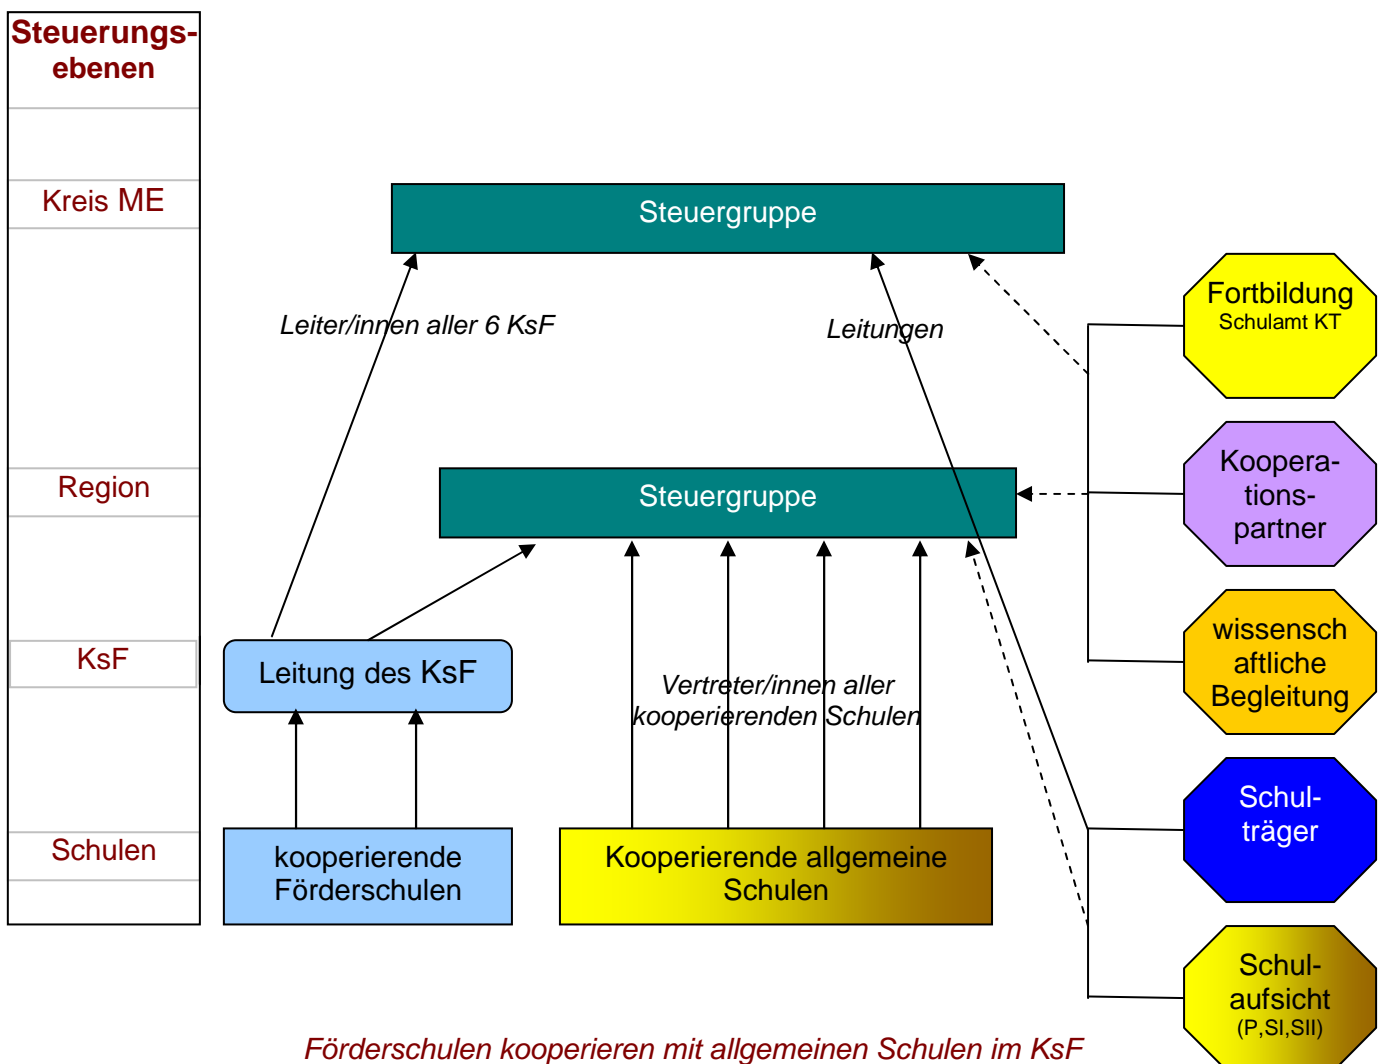 Steuerungs-
ebenen
Kreis ME
Steuergruppe
Leiter/innen aller 6 KsF
Leitungen
Fortbildung
Schulamt KT
Region
Steuergruppe
Koopera-
tions-
partner
KsF
Leitung des KsF
Vertreter/innen aller
kooperierenden Schulen
wissensch
aftliche
Begleitung
Schul-
träger
Schulen
kooperierende
Förderschulen
Kooperierende allgemeine
Schulen
Schul-
aufsicht
(P,SI,SII)
Förderschulen kooperieren mit allgemeinen Schulen im KsF